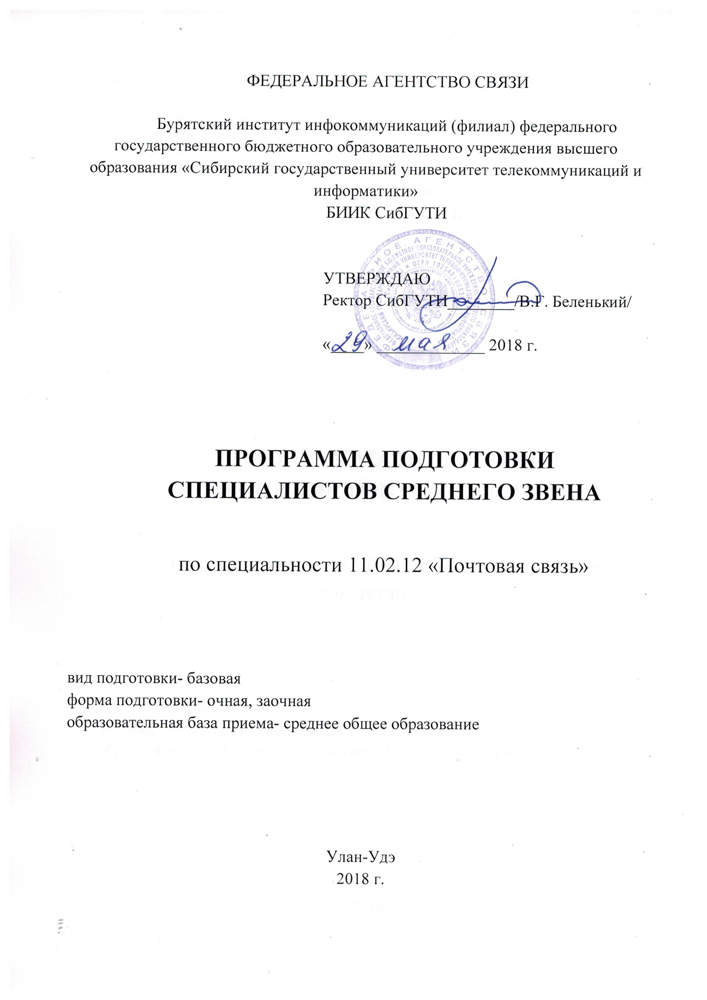 ФЕДЕРАЛЬНОЕ АГЕНТСТВО СВЯЗИ
Бурятский институт инфокоммуникаций (филиал) федерального
государственного бюджетного образовательного учреждения высшего
образования «Сибирский государственный университет телекоммуникаций и
информатики»
БИИК СибГУТИ
УТВЕРЖДАЮ
Ректор СибГУТИ________/В.Г. Беленький/
«29» мая 2018 г.
ПРОГРАММА ПОДГОТОВКИ
СПЕЦИАЛИСТОВ СРЕДНЕГО ЗВЕНА
по специальности 11.02.12 «Почтовая связь»
вид подготовки- базовая
форма подготовки- очная, заочная
образовательная база приема- среднее общее образование
Улан-Удэ
2018 г.